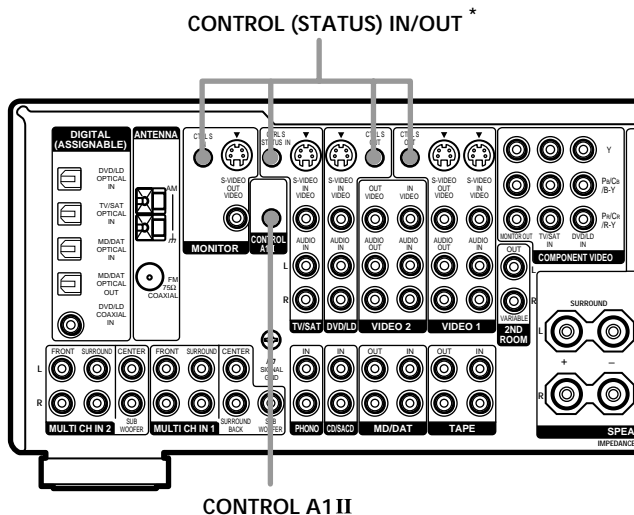 CONTROL (STATUS) IN/OUT *
DIGITAL
(ASSIGNABLE)
DVD/LD
OPTICAL
IN
TV/SAT
OPTICAL
IN
MD/DAT
OPTICAL
IN
MD/DAT
OPTICAL
OUT
DVD/LD
COAXIAL
IN
ANTENNA
AM
FM
75Ω
COAXIAL
CTRL S
S-VIDEO
OUT
VIDEO
MONITOR
CTRL S
STATUS IN
CONTROL
S-VIDEO
IN
VIDEO
AUDIO
IN
L
R
TV/SAT
S-VIDEO
IN
VIDEO
AUDIO
IN
DVD/LD
CTRL S
OUT
OUT
VIDEO
AUDIO
OUT
IN
VIDEO
AUDIO
IN
VIDEO 2
CTRL S
OUT
S-VIDEO
OUT
VIDEO
AUDIO
OUT
S-VIDEO
IN
VIDEO
AUDIO
IN
VIDEO 1
Y
PB/CB
/B-Y
PR/CR
/R-Y
MONITOR OUT
TV/SAT
IN
DVD/LD
IN
COMPONENT VIDEO
OUT
L
R
VARIABLE
2ND
ROOM
SURROUND
L
+ −
R
SPEA
IMPEDANCE
SIGNAL
GND
FRONT SURROUND CENTER
L
R
SUB
WOOFER
MULTI CH IN 2
FRONT SURROUND CENTER
SURROUND
BACK
SUB
WOOFER
MULTI CH IN 1
IN
PHONO
IN
CD/SACD
OUT IN
MD/DAT
OUT IN
TAPE
CONTROL A1II